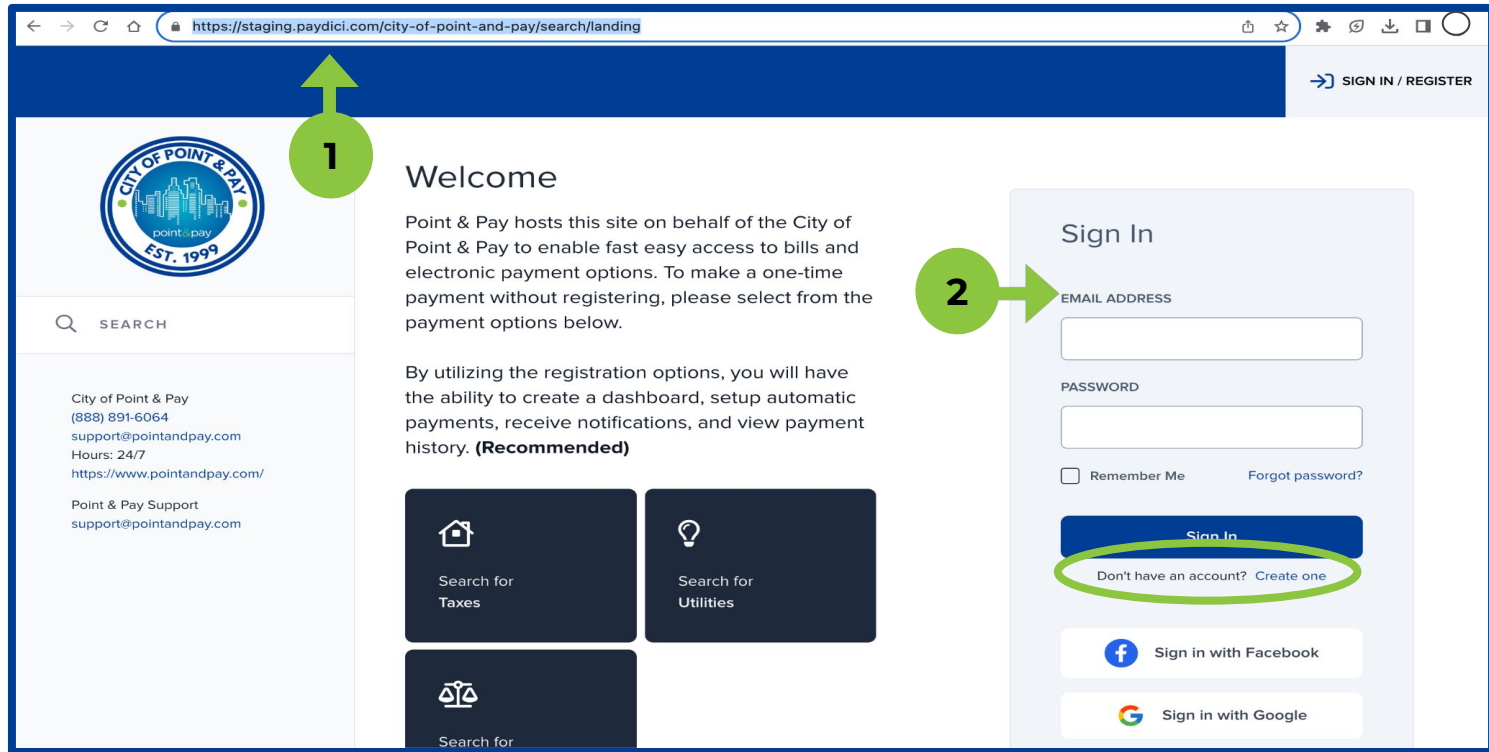 https://staging.paydici.com/city-of-point-and-pay/search/landing
SIGN IN / REGISTER
1
CITY OF POINT & PAY
point&pay
EST. 1999
SEARCH
City of Point & Pay
(888) 891-6064
support@pointandpay.com
Hours: 24/7
https://www.pointandpay.com/
Point & Pay Support
support@pointandpay.com
Welcome
Point & Pay hosts this site on behalf of the City of
Point & Pay to enable fast easy access to bills and
electronic payment options. To make a one-time
payment without registering, please select from the
payment options below.
By utilizing the registration options, you will have
the ability to create a dashboard, setup automatic
payments, receive notifications, and view payment
history. (Recommended)
Search for
Taxes
Search for
Utilities
Search for
2
Sign In
EMAIL ADDRESS
PASSWORD
Remember Me
Forgot password?
Sign In
Don't have an account? Create one
Sign in with Facebook
Sign in with Google